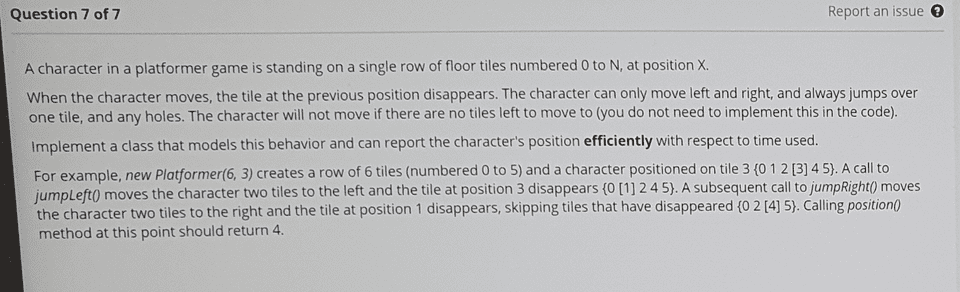 Question 7 of 7
Report an issue ?
A character in a platformer game is standing on a single row of floor tiles numbered 0 to N, at position X.
When the character moves, the tile at the previous position disappears. The character can only move left and right, and always jumps over
one tile, and any holes. The character will not move if there are no tiles left to move to (you do not need to implement this in the code).
Implement a class that models this behavior and can report the character's position efficiently with respect to time used.
For example, new Platformer(6, 3) creates a row of 6 tiles (numbered 0 to 5) and a character positioned on tile 3 {0 1 2 [3] 4 5}. A call to
jumpLeft() moves the character two tiles to the left and the tile at position 3 disappears {0 [1] 2 4 5}. A subsequent call to jumpRight() moves
the character two tiles to the right and the tile at position 1 disappears, skipping tiles that have disappeared {0 2 [4] 5}. Calling position()
method at this point should return 4.